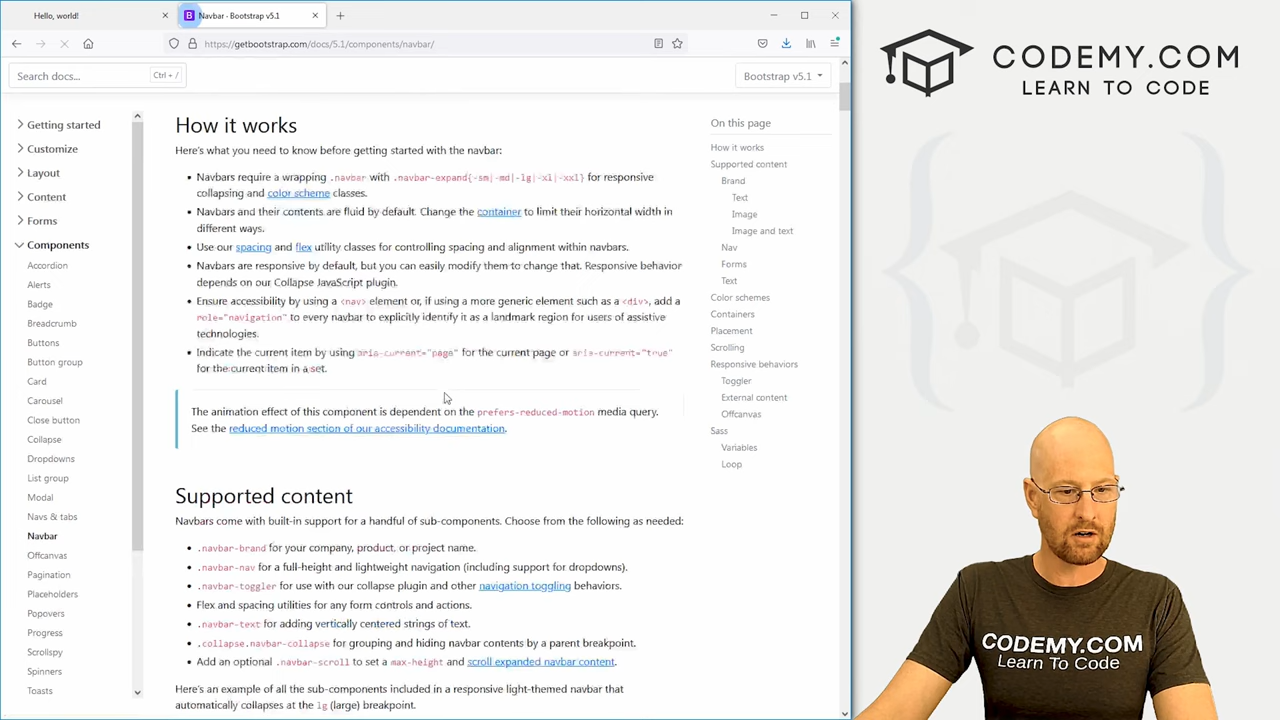 Hello, world!
Navbar · Bootstrap v5.1
https://getbootstrap.com/docs/5.1/components/navbar/
Search docs...
Ctrl + /
Bootstrap v5.1
Getting started
Customize
Layout
Content
Forms
Components
Accordion
Alerts
Badge
Breadcrumb
Buttons
Button group
Card
Carousel
Close button
Collapse
Dropdowns
List group
Modal
Navs & tabs
Navbar
Offcanvas
Pagination
Placeholders
Popovers
Progress
Scrollspy
Spinners
Toasts
How it works
Here's what you need to know before getting started with the navbar:
Navbars require a wrapping .navbar with .navbar-expand{-sm|-md|-lg|-xl|-xxl} for responsive
collapsing and color scheme classes.
Navbars and their contents are fluid by default. Change the container to limit their horizontal width in
different ways.
Use our spacing and flex utility classes for controlling spacing and alignment within navbars.
Navbars are responsive by default, but you can easily modify them to change that. Responsive behavior
depends on our Collapse JavaScript plugin.
Ensure accessibility by using a <nav> element or, if using a more generic element such as a <div>, add a
role="navigation" to every navbar to explicitly identify it as a landmark region for users of assistive
technologies.
Indicate the current item by using aria-current="page" for the current page or aria-current="true"
for the current item in a set.
The animation effect of this component is dependent on the prefers-reduced-motion media query.
See the reduced motion section of our accessibility documentation.
Supported content
Navbars come with built-in support for a handful of sub-components. Choose from the following as needed:
.navbar-brand for your company, product, or project name.
.navbar-nav for a full-height and lightweight navigation (including support for dropdowns).
.navbar-toggler for use with our collapse plugin and other navigation toggling behaviors.
Flex and spacing utilities for any form controls and actions.
.navbar-text for adding vertically centered strings of text.
.collapse.navbar-collapse for grouping and hiding navbar contents by a parent breakpoint.
Add an optional .navbar-scroll to set a max-height and scroll expanded navbar content.
Here's an example of all the sub-components included in a responsive light-themed navbar that
automatically collapses at the lg (large) breakpoint.
On this page
How it works
Supported content
Brand
Text
Image
Image and text
Nav
Forms
Text
Color schemes
Containers
Placement
Scrolling
Responsive behaviors
Toggler
External content
Offcanvas
Sass
Variables
Loop
CODEMY.COM
LEARN TO CODE
CODEMY.COM
Learn To Code